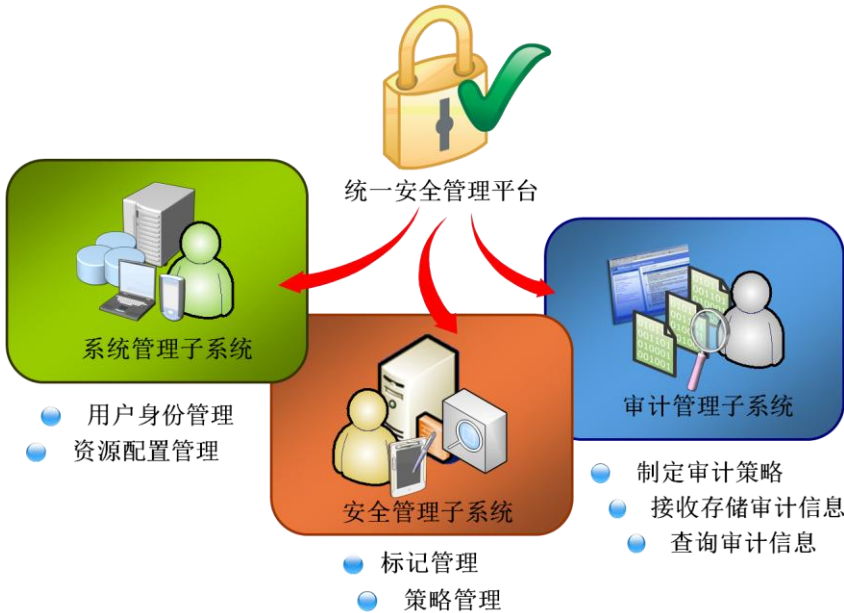 统一安全管理平台
系统管理子系统
用户身份管理
资源配置管理
安全管理子系统
标记管理
策略管理
审计管理子系统
制定审计策略
接收存储审计信息
查询审计信息